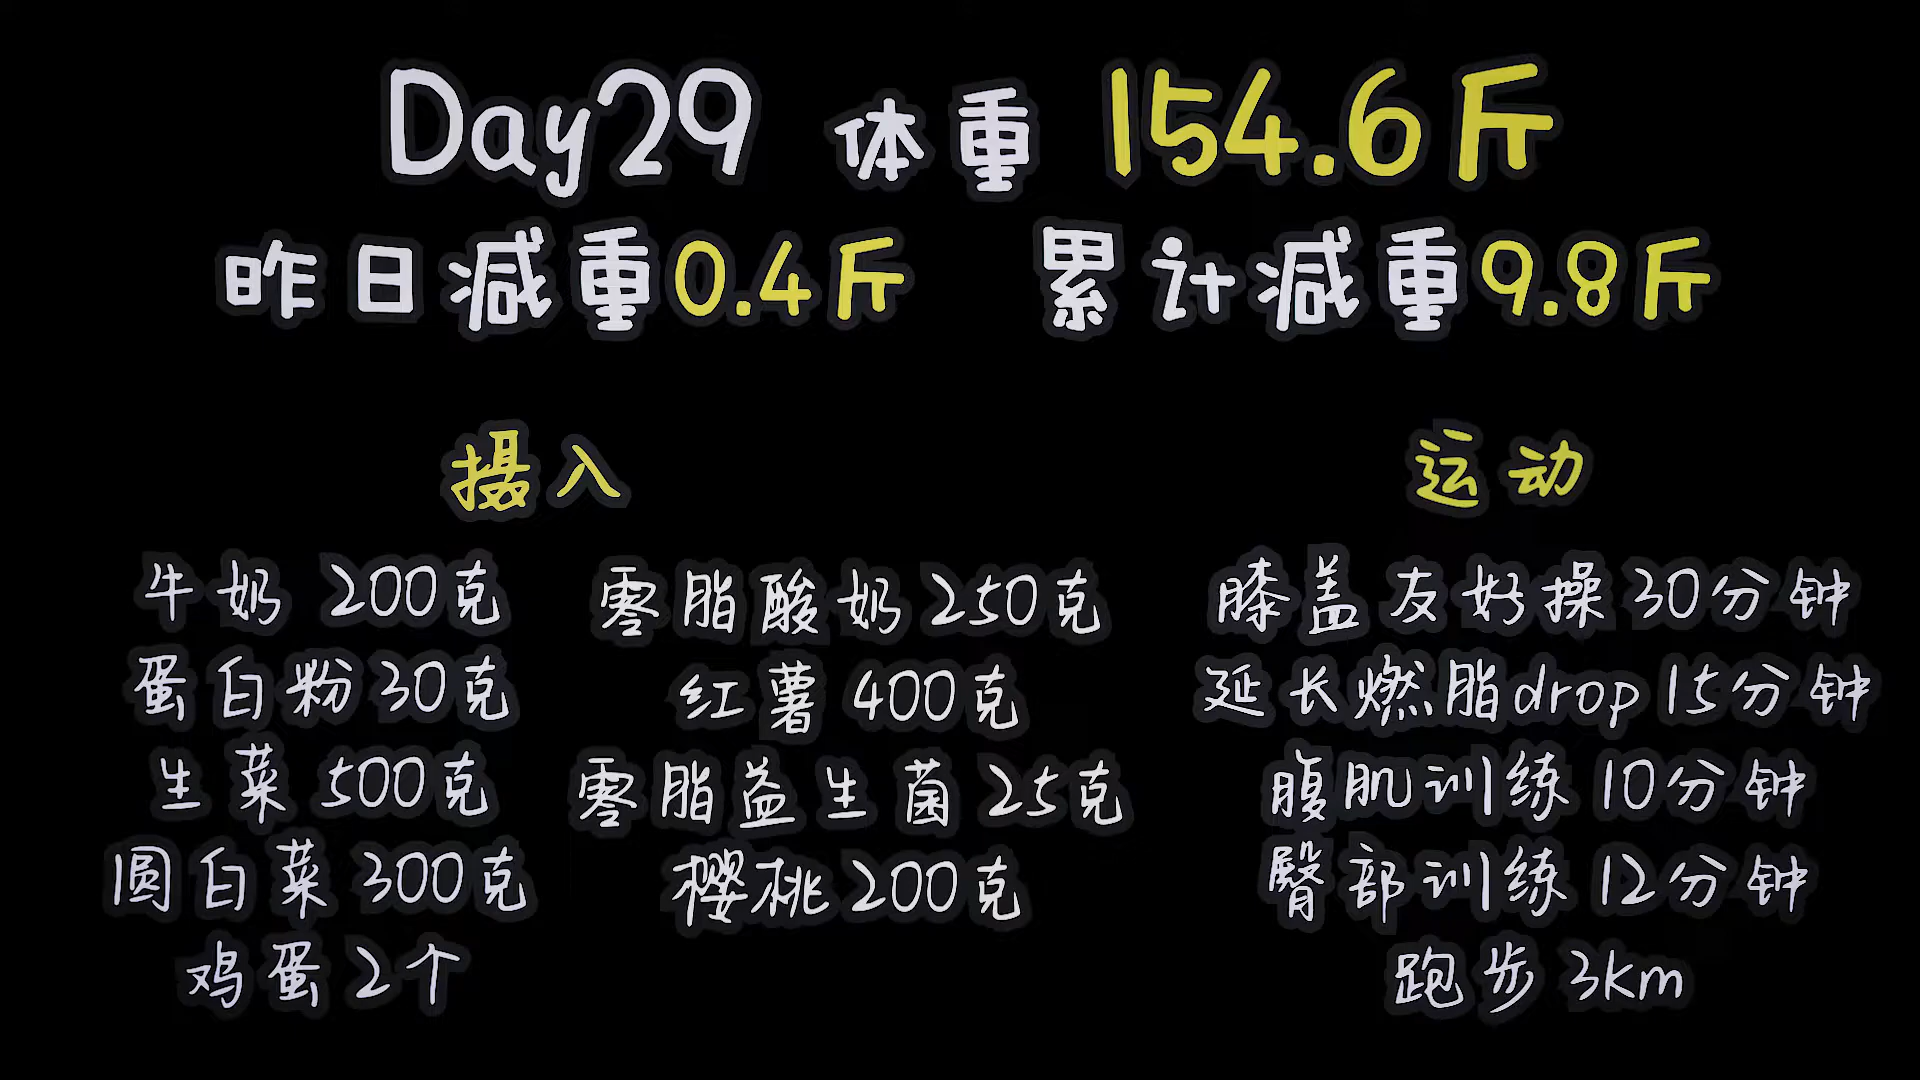 Day29 体重 154.6斤
昨日减重0.4斤 累计减重9.8斤
摄入
牛奶 200克
蛋白粉 30克
生菜 500克
圆白菜 300克
鸡蛋 2个
零脂酸奶 250克
红薯 400克
零脂益生菌 25克
樱桃 200克
运动
膝盖友好操 30分钟
延长燃脂drop 15分钟
腹肌训练 10分钟
臀部训练 12分钟
跑步 3km